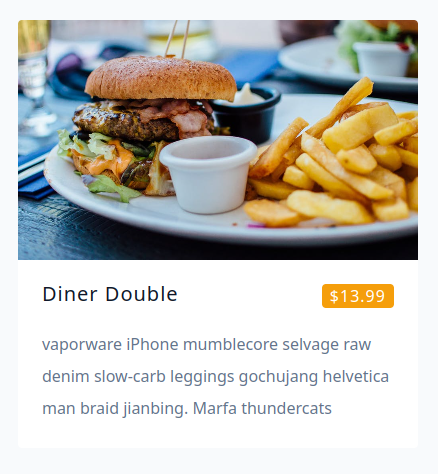 Diner Double
$13.99
vaporware iPhone mumblecore selvage raw
denim slow-carb leggings gochujang helvetica
man braid jianbing. Marfa thundercats